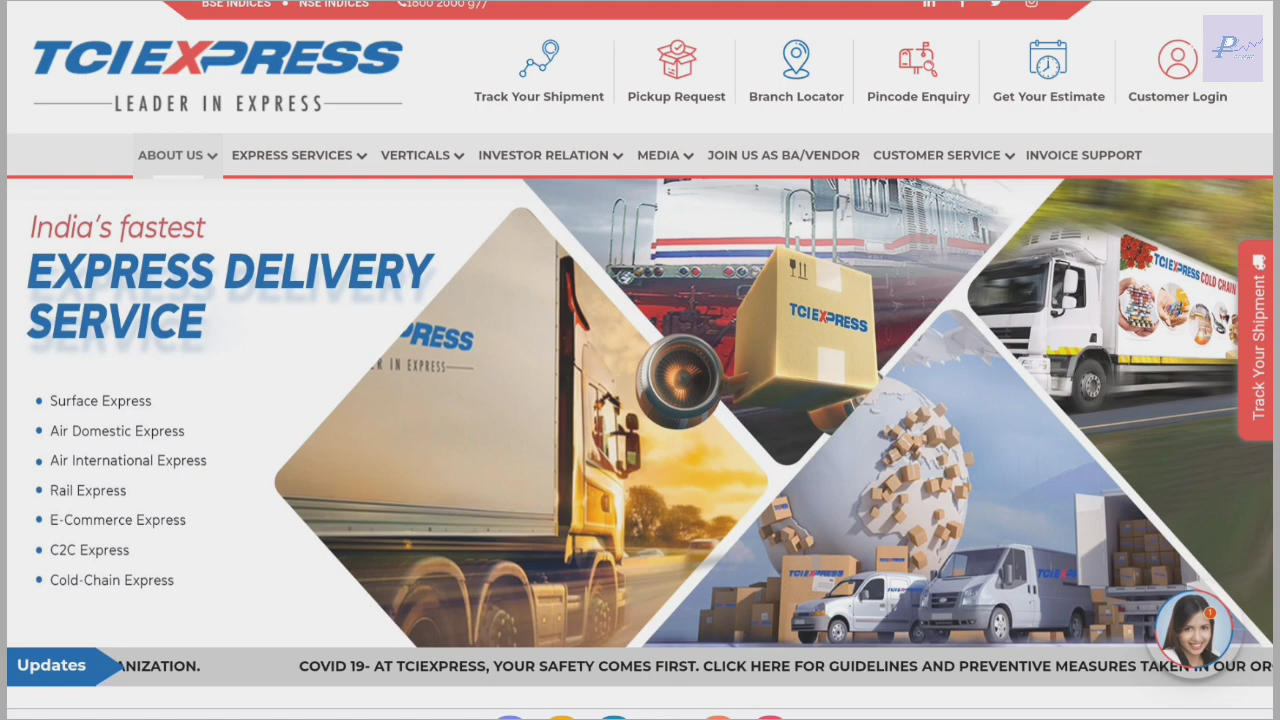 BSE INDICES • NSE INDICES 1800 2000 977
TCIEXPRESS
LEADER IN EXPRESS
Track Your Shipment
Pickup Request
Branch Locator
Pincode Enquiry
Get Your Estimate
Customer Login
ABOUT US EXPRESS SERVICES VERTICALS INVESTOR RELATION MEDIA JOIN US AS BA/VENDOR CUSTOMER SERVICE INVOICE SUPPORT
India's fastest
EXPRESS DELIVERY
SERVICE
• Surface Express
• Air Domestic Express
• Air International Express
• Rail Express
• E-Commerce Express
• C2C Express
• Cold-Chain Express
PRESS
R IN EXPRESS
TCIEXPRESS
TCIEXPRESS COLD CHAIN
TCIEXPRESS
Track Your Shipment
1
Updates
ANIZATION. COVID 19- AT TCIEXPRESS, YOUR SAFETY COMES FIRST. CLICK HERE FOR GUIDELINES AND PREVENTIVE MEASURES TAKEN IN OUR OR